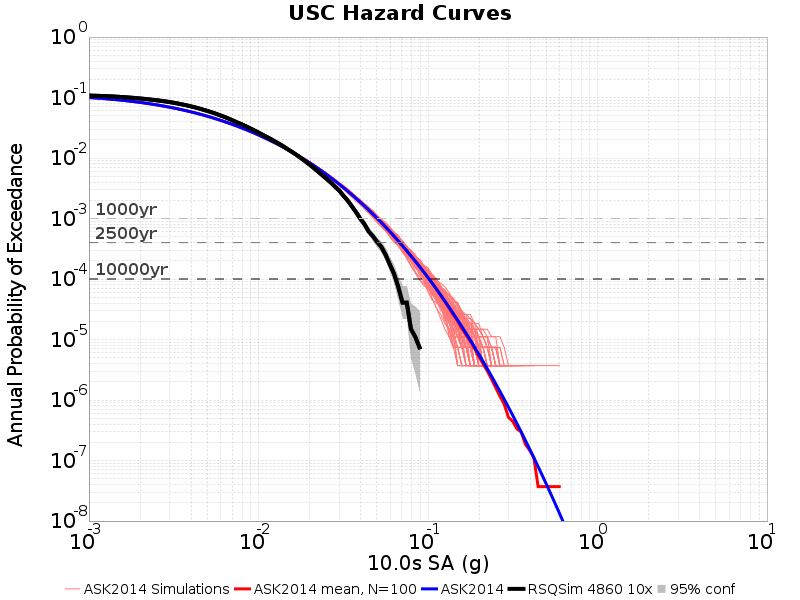 USC Hazard Curves
Annual Probability of Exceedance
10^0
10^-1
10^-2
10^-3
10^-4
10^-5
10^-6
10^-7
10^-8
1000yr
2500yr
10000yr
10^-3 10^-2 10^-1 10^0 10^1
10.0s SA (g)
ASK2014 Simulations ASK2014 mean, N=100 ASK2014 RSQSim 4860 10x 95% conf